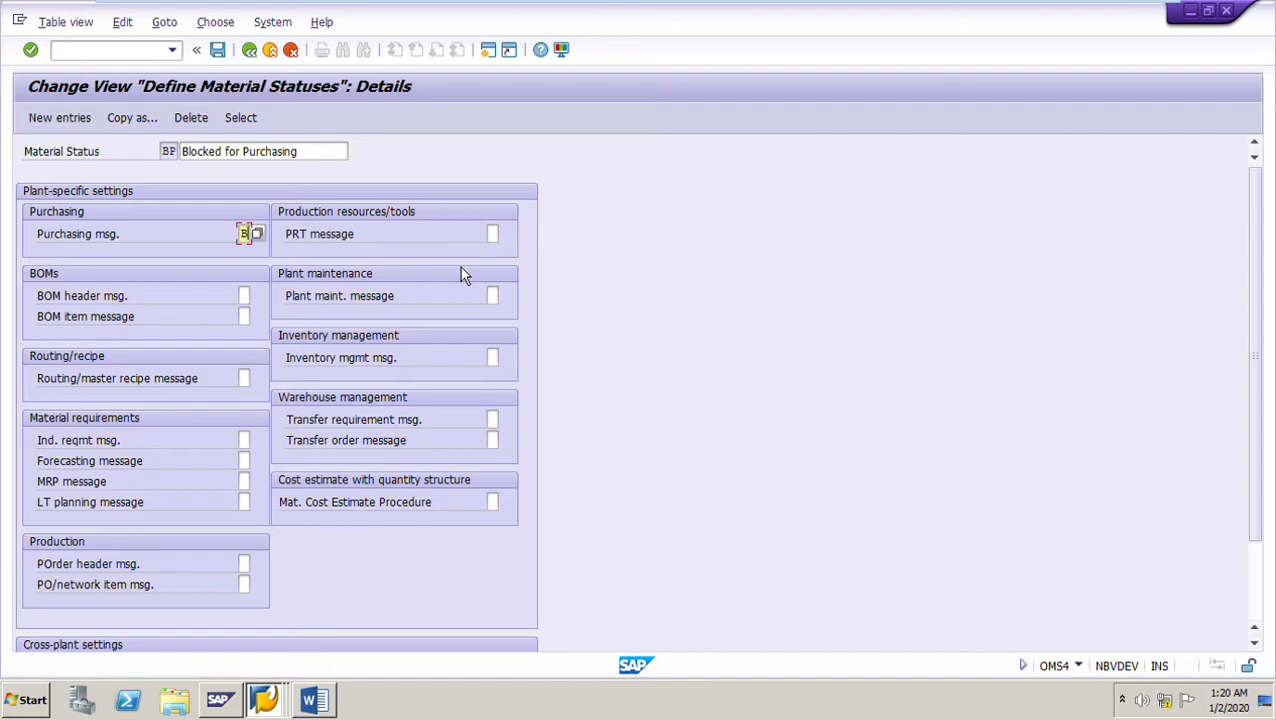 Table view Edit Goto Choose System Help
Change View "Define Material Statuses": Details
New entries Copy as... Delete Select
Material Status BP Blocked for Purchasing
Plant-specific settings
Purchasing
Purchasing msg. B
BOMs
BOM header msg.
BOM item message
Routing/recipe
Routing/master recipe message
Material requirements
Ind. reqmt msg.
Forecasting message
MRP message
LT planning message
Production
POrder header msg.
PO/network item msg.
Production resources/tools
PRT message
Plant maintenance
Plant maint. message
Inventory management
Inventory mgmt msg.
Warehouse management
Transfer requirement msg.
Transfer order message
Cost estimate with quantity structure
Mat. Cost Estimate Procedure
Cross-plant settings
SAP OMS4 NBVDEV INS
Start SAP 1:20 AM
1/2/2020